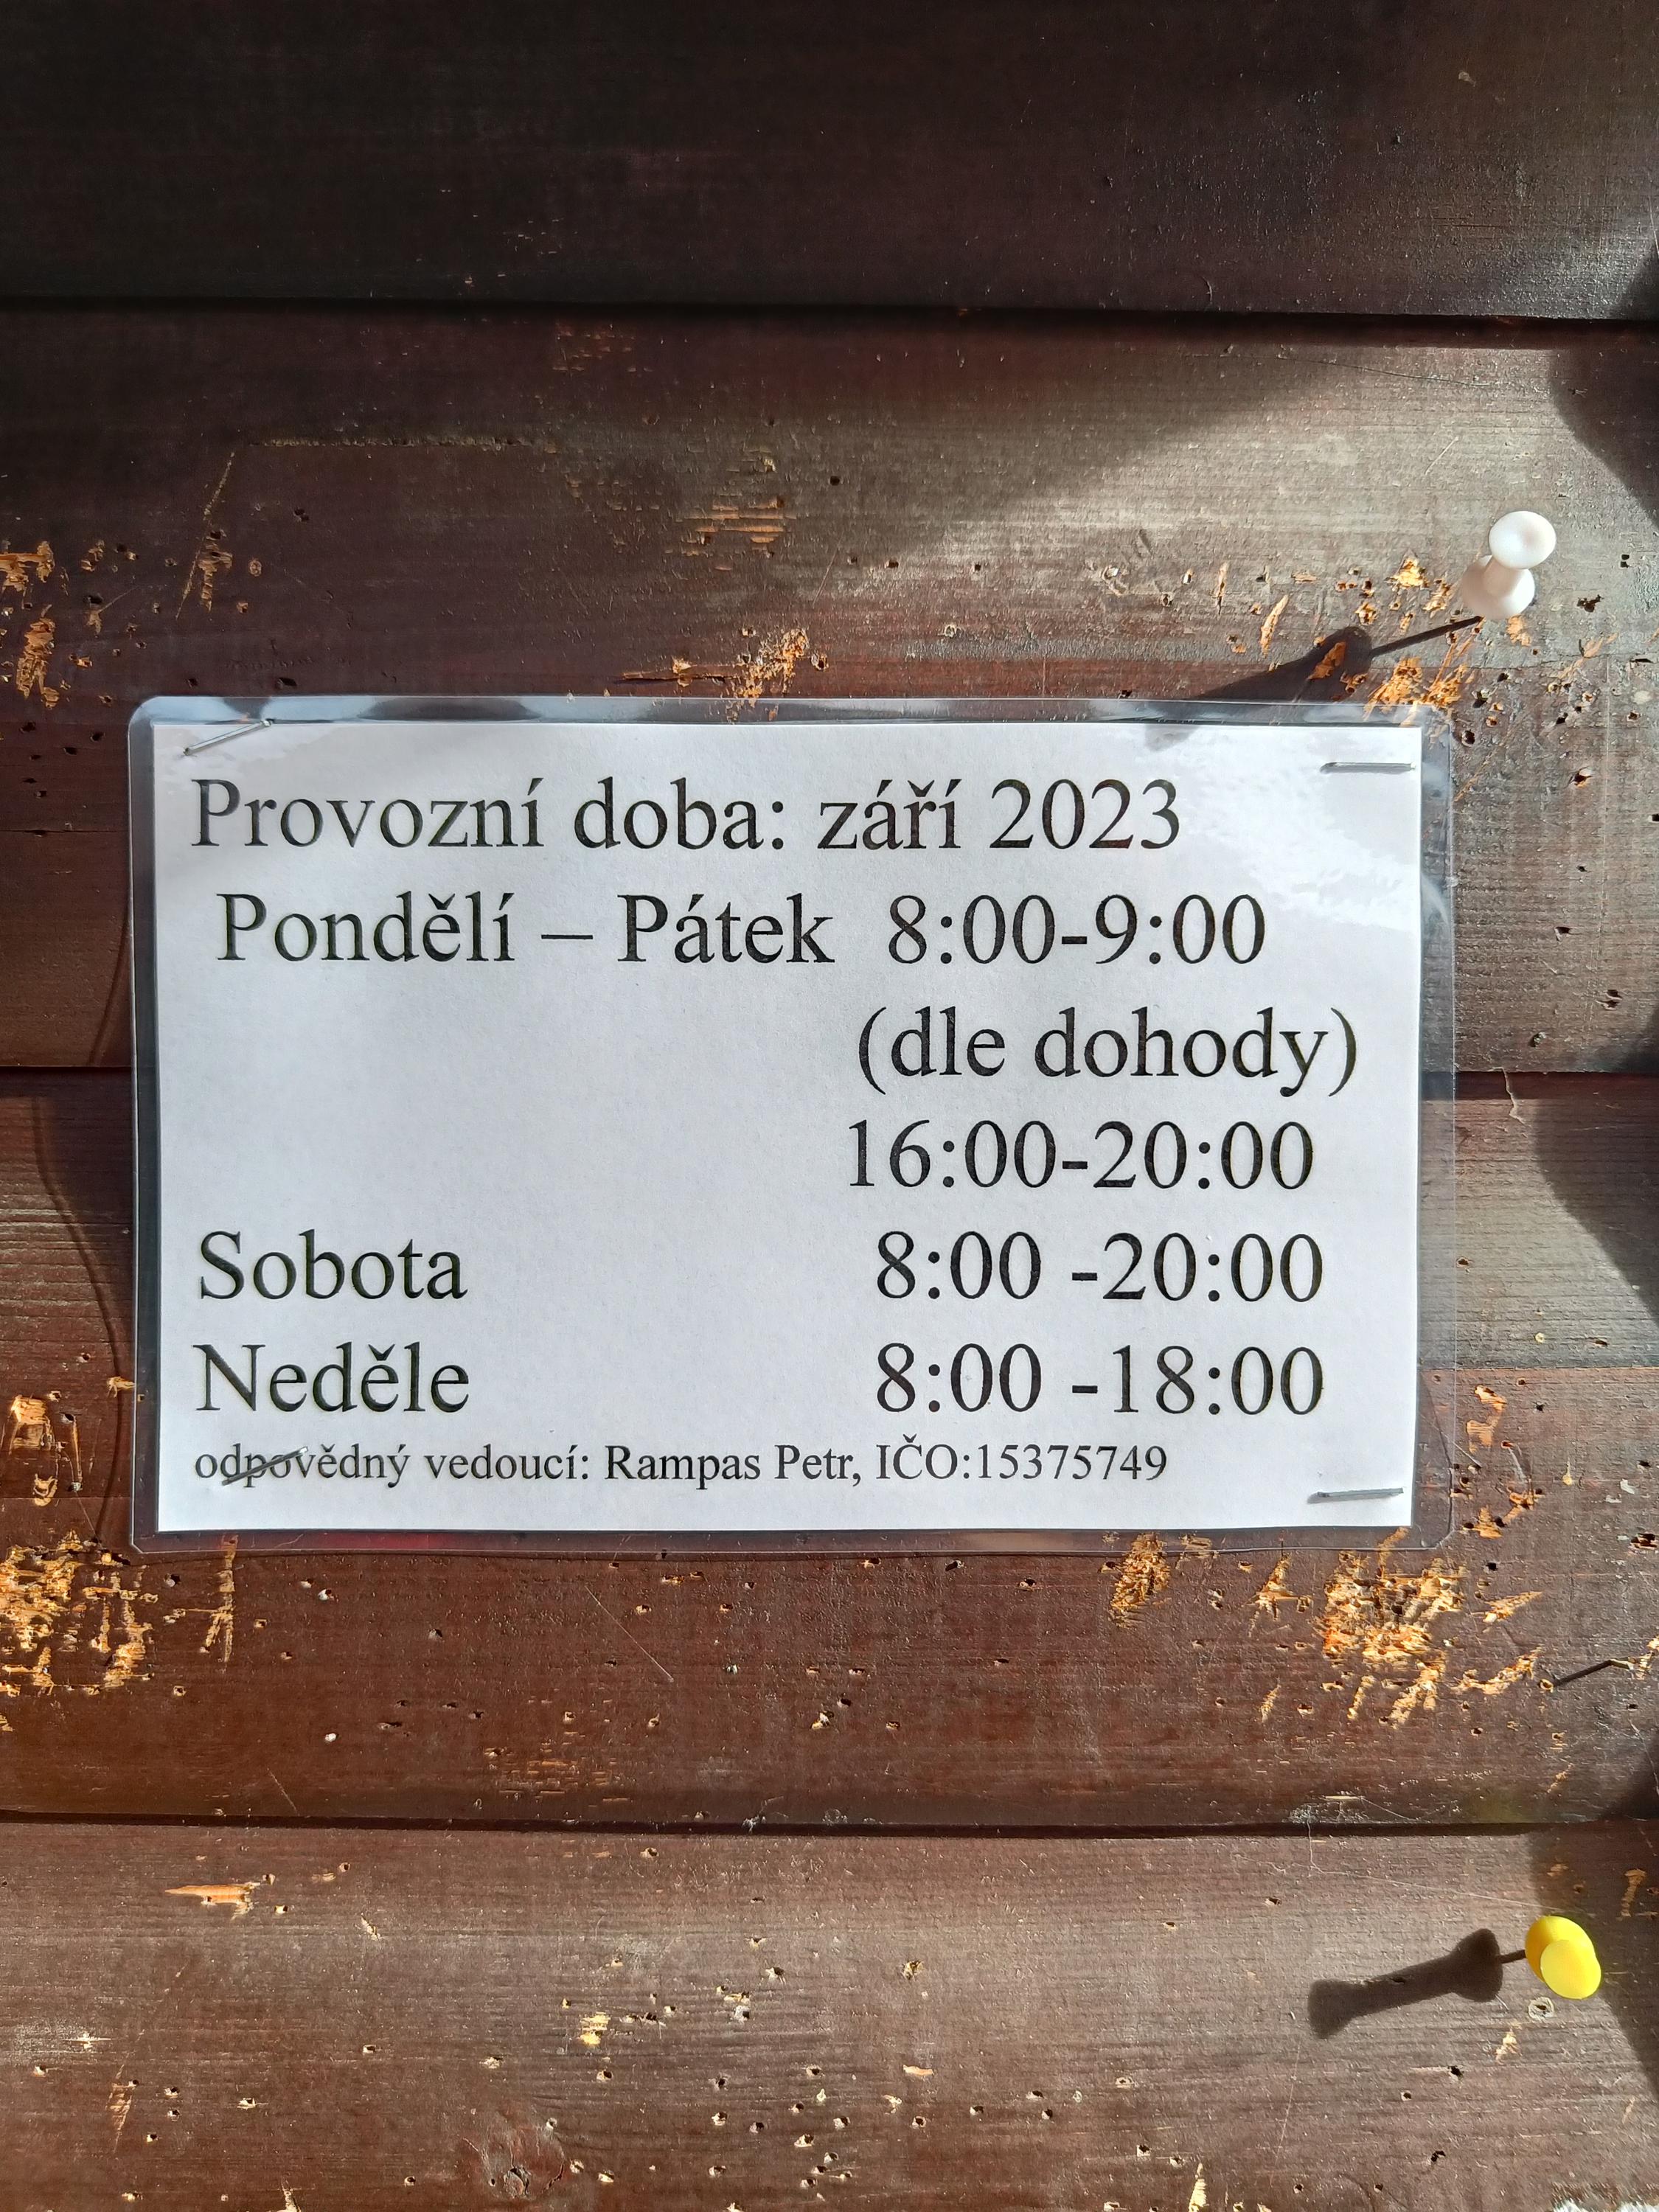 Provozní doba: září 2023
Pondělí – Pátek 8:00-9:00
(dle dohody)
16:00-20:00
Sobota 8:00 -20:00
Neděle 8:00 -18:00
odpovědný vedoucí: Rampas Petr, IČO:15375749